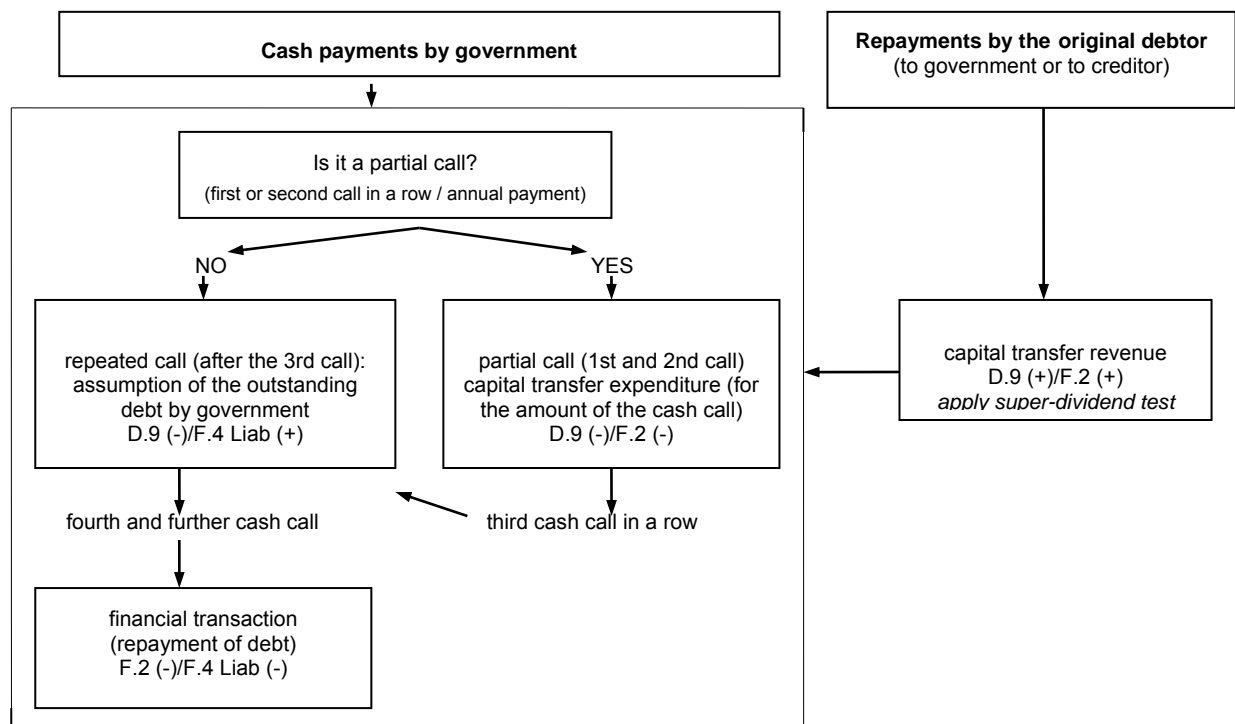 Cash payments by government
Repayments by the original debtor
(to government or to creditor)
Is it a partial call?
(first or second call in a row / annual payment)
NO
YES
repeated call (after the 3rd call):
assumption of the outstanding
debt by government
D.9 (-)/F.4 Liab (+)
partial call (1st and 2nd call)
capital transfer expenditure (for
the amount of the cash call)
D.9 (-)/F.2 (-)
capital transfer revenue
D.9 (+)/F.2 (+)
apply super-dividend test
fourth and further cash call
third cash call in a row
financial transaction
(repayment of debt)
F.2 (-)/F.4 Liab (-)